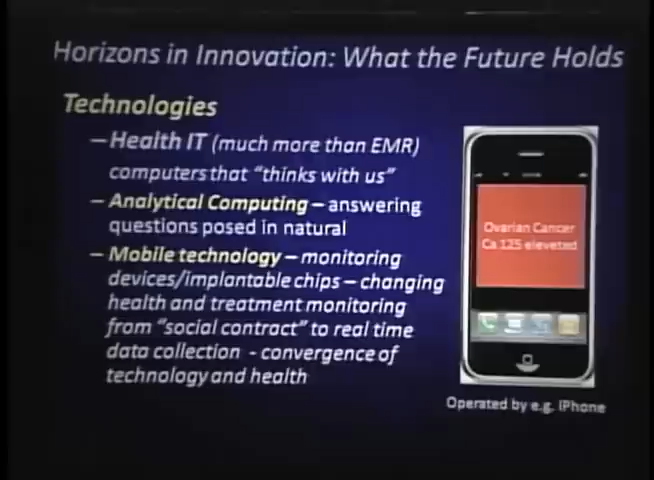 Horizons in Innovation: What the Future Holds
Technologies
– Health IT (much more than EMR)
computers that "thinks with us"
– Analytical Computing – answering
questions posed in natural
– Mobile technology – monitoring
devices/implantable chips – changing
health and treatment monitoring
from "social contract" to real time
data collection - convergence of
technology and health
Ovarian Cancer
Ca 125 eleveted
Operated by e.g. iPhone